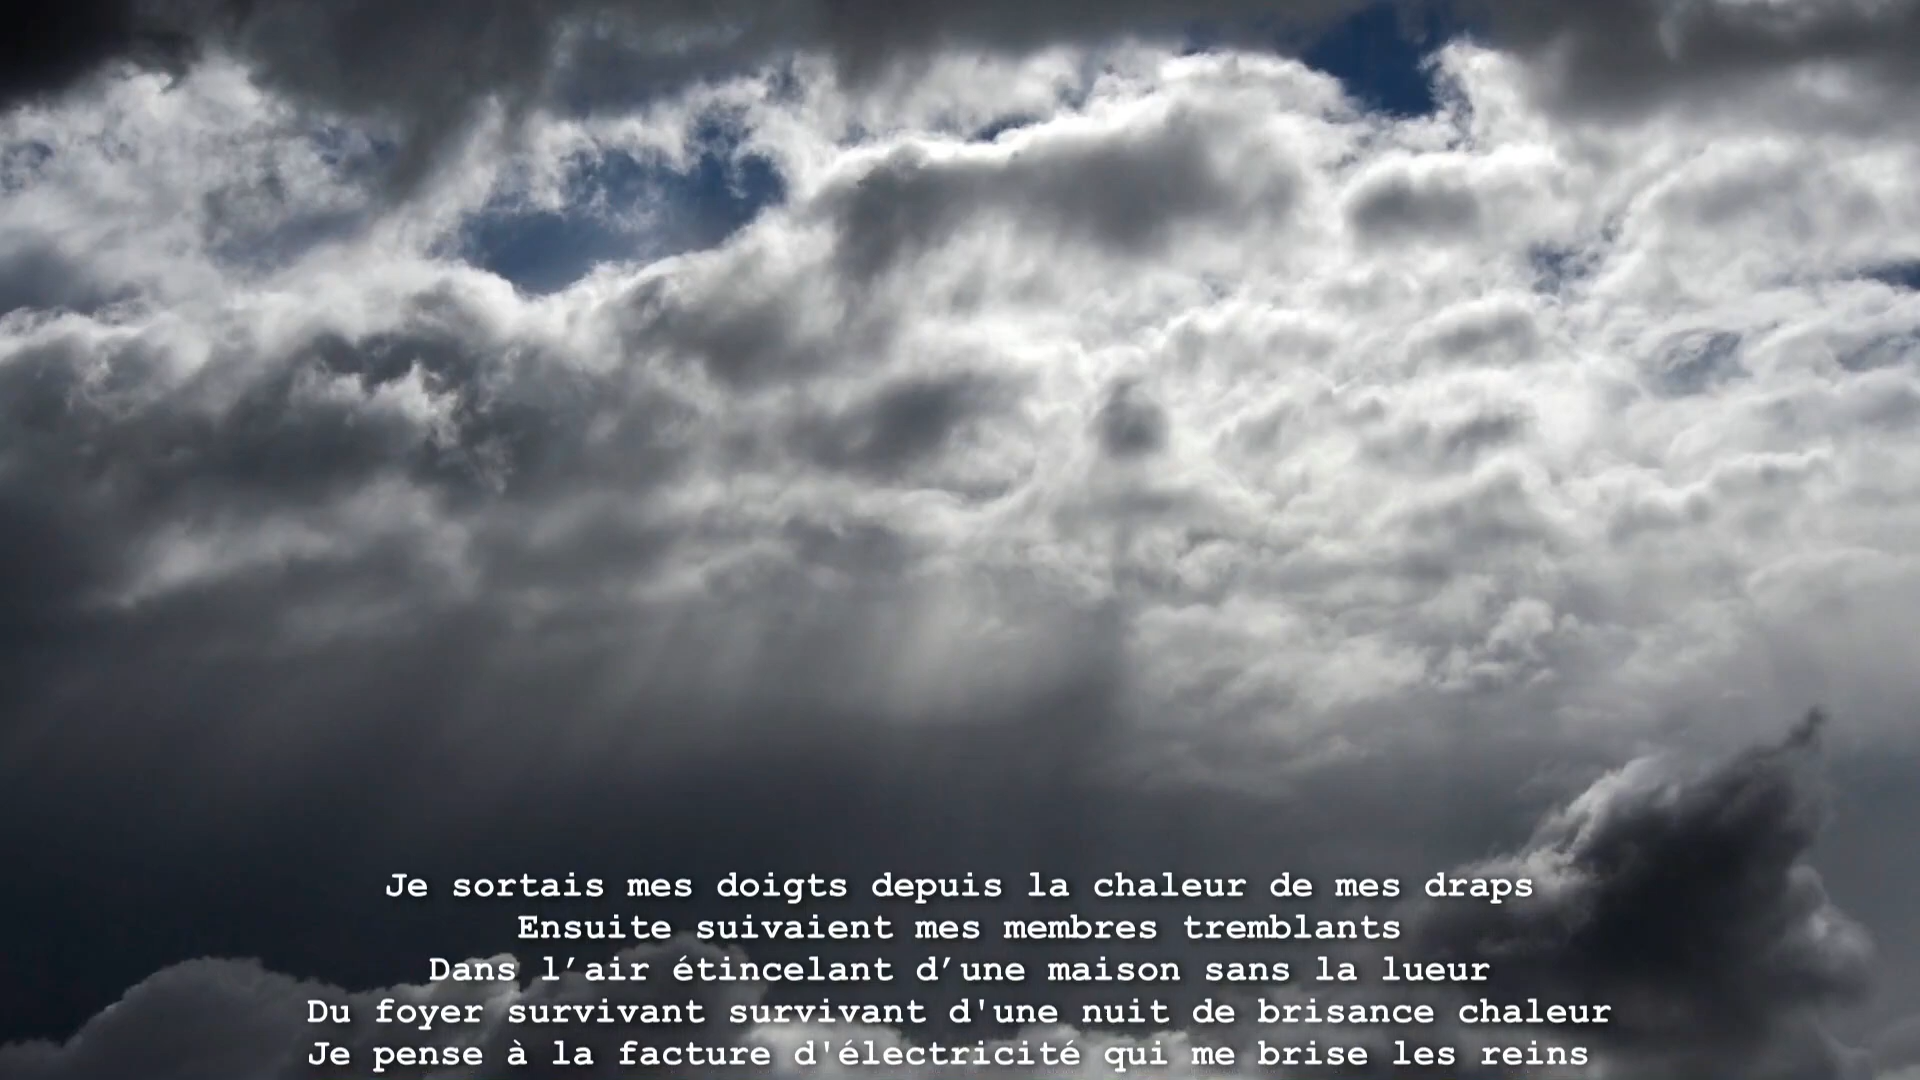 Je sortais mes doigts depuis la chaleur de mes draps
Ensuite suivaient mes membres tremblants
Dans l’air étincelant d’une maison sans la lueur
Du foyer survivant survivant d'une nuit de brisance chaleur
Je pense à la facture d'électricité qui me brise les reins